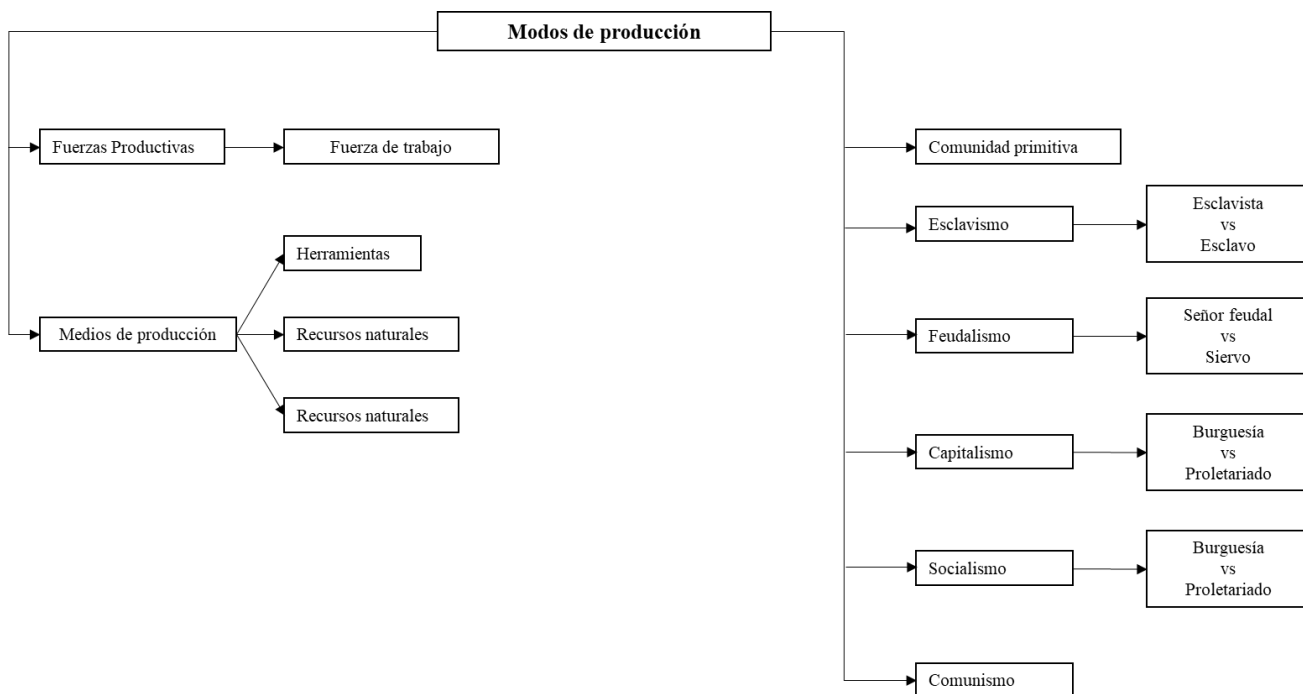 Modos de producción
Fuerzas Productivas
Fuerza de trabajo
Medios de producción
Herramientas
Recursos naturales
Recursos naturales
Comunidad primitiva
Esclavismo
Esclavista
vs
Esclavo
Feudalismo
Señor feudal
vs
Siervo
Capitalismo
Burguesía
vs
Proletariado
Socialismo
Burguesía
vs
Proletariado
Comunismo